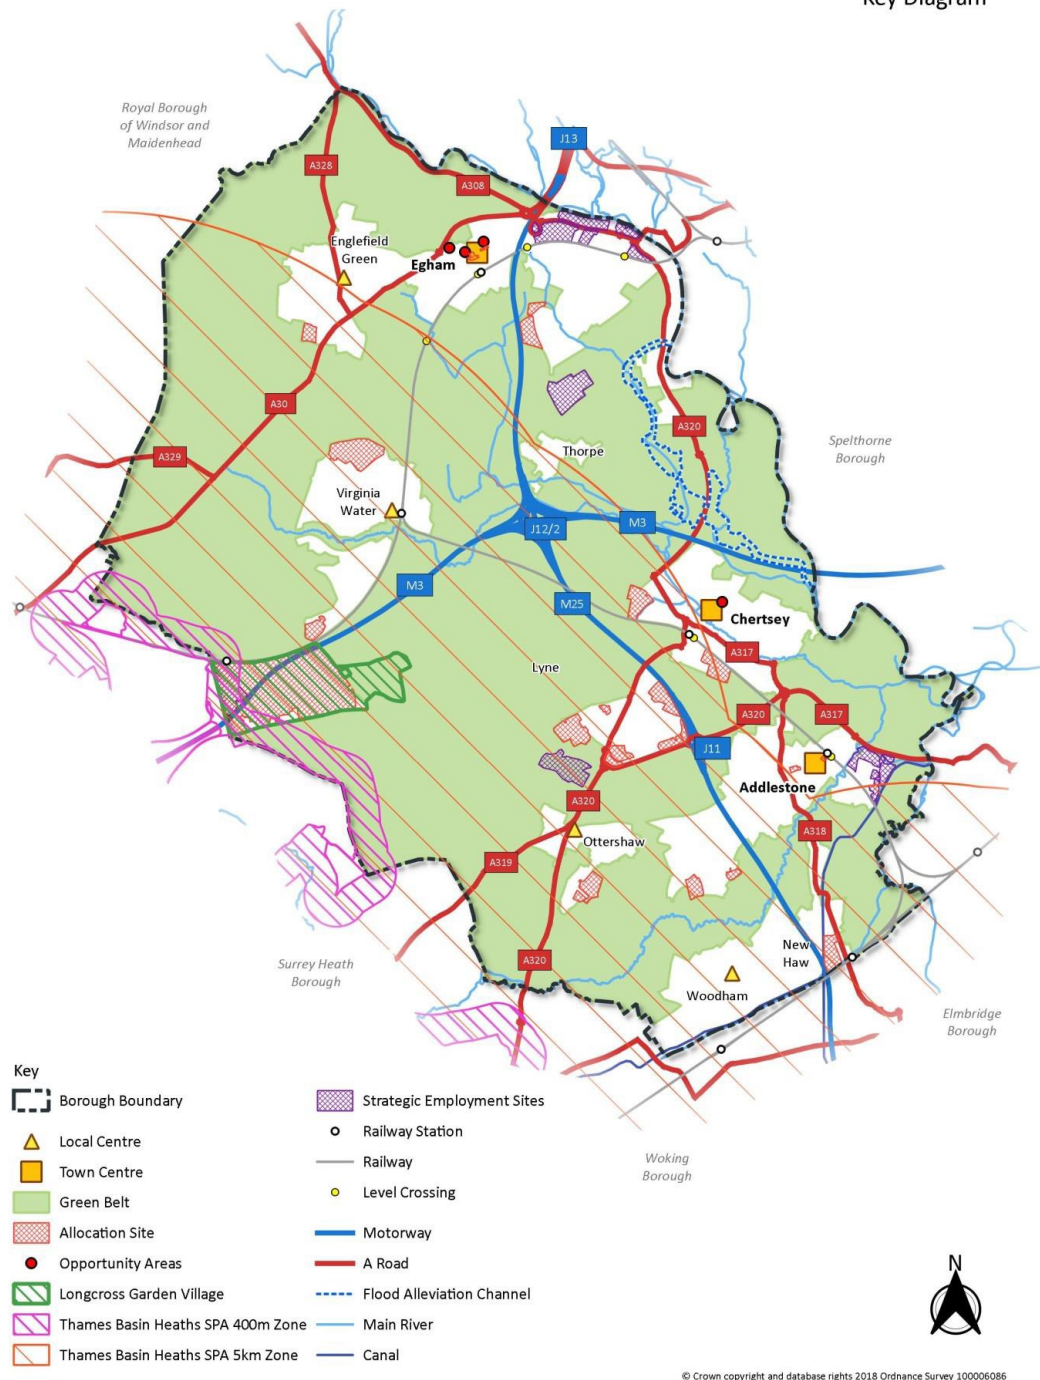 Key Diagram
Royal Borough
of Windsor and
Maidenhead
J13
A328
A308
Englefield
Green
Egham
A30
A320
A329
Thorpe
Spelthorne
Borough
Virginia
Water
J12/2
M3
M3
M25
Chertsey
A317
Lyne
A320
A317
J11
Addlestone
A320
A318
Ottershaw
A319
New
Haw
A320
Surrey Heath
Borough
Woodham
Elmbridge
Borough
Woking
Borough
Key
Borough Boundary
Local Centre
Town Centre
Green Belt
Allocation Site
Opportunity Areas
Longcross Garden Village
Thames Basin Heaths SPA 400m Zone
Thames Basin Heaths SPA 5km Zone
Strategic Employment Sites
Railway Station
Railway
Level Crossing
Motorway
A Road
Flood Alleviation Channel
Main River
Canal
N
© Crown copyright and database rights 2018 Ordnance Survey 100006086